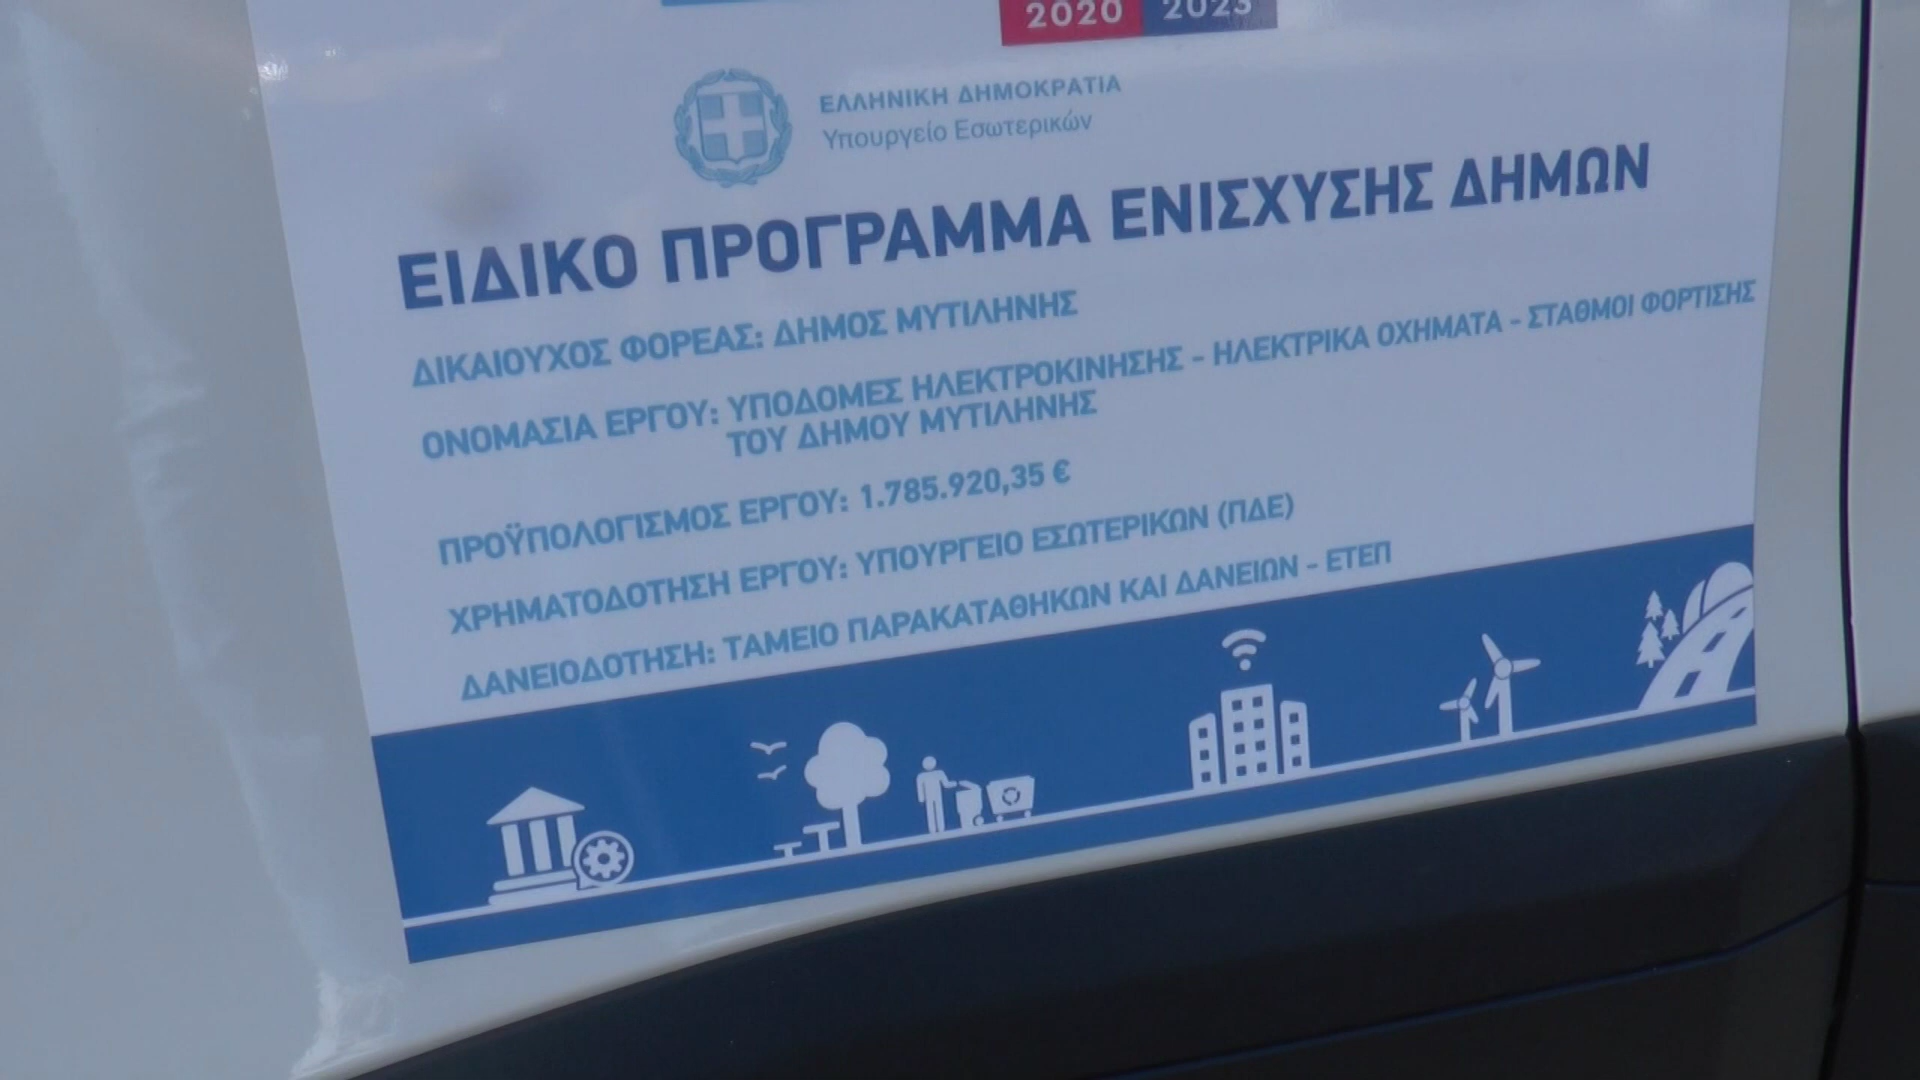 2020 2023
ΕΛΛΗΝΙΚΗ ΔΗΜΟΚΡΑΤΙΑ
Υπουργείο Εσωτερικών
ΕΙΔΙΚΟ ΠΡΟΓΡΑΜΜΑ ΕΝΙΣΧΥΣΗΣ ΔΗΜΩΝ
ΔΙΚΑΙΟΥΧΟΣ ΦΟΡΕΑΣ: ΔΗΜΟΣ ΜΥΤΙΛΗΝΗΣ
ΟΝΟΜΑΣΙΑ ΕΡΓΟΥ: ΥΠΟΔΟΜΕΣ ΗΛΕΚΤΡΟΚΙΝΗΣΗΣ - ΗΛΕΚΤΡΙΚΑ ΟΧΗΜΑΤΑ - ΣΤΑΘΜΟΙ ΦΟΡΤΙΣΗΣ
ΤΟΥ ΔΗΜΟΥ ΜΥΤΙΛΗΝΗΣ
ΠΡΟΫΠΟΛΟΓΙΣΜΟΣ ΕΡΓΟΥ: 1.785.920,35 €
ΧΡΗΜΑΤΟΔΟΤΗΣΗ ΕΡΓΟΥ: ΥΠΟΥΡΓΕΙΟ ΕΣΩΤΕΡΙΚΩΝ (ΠΔΕ)
ΔΑΝΕΙΟΔΟΤΗΣΗ: ΤΑΜΕΙΟ ΠΑΡΑΚΑΤΑΘΗΚΩΝ ΚΑΙ ΔΑΝΕΙΩΝ - ΕΤΕΠ